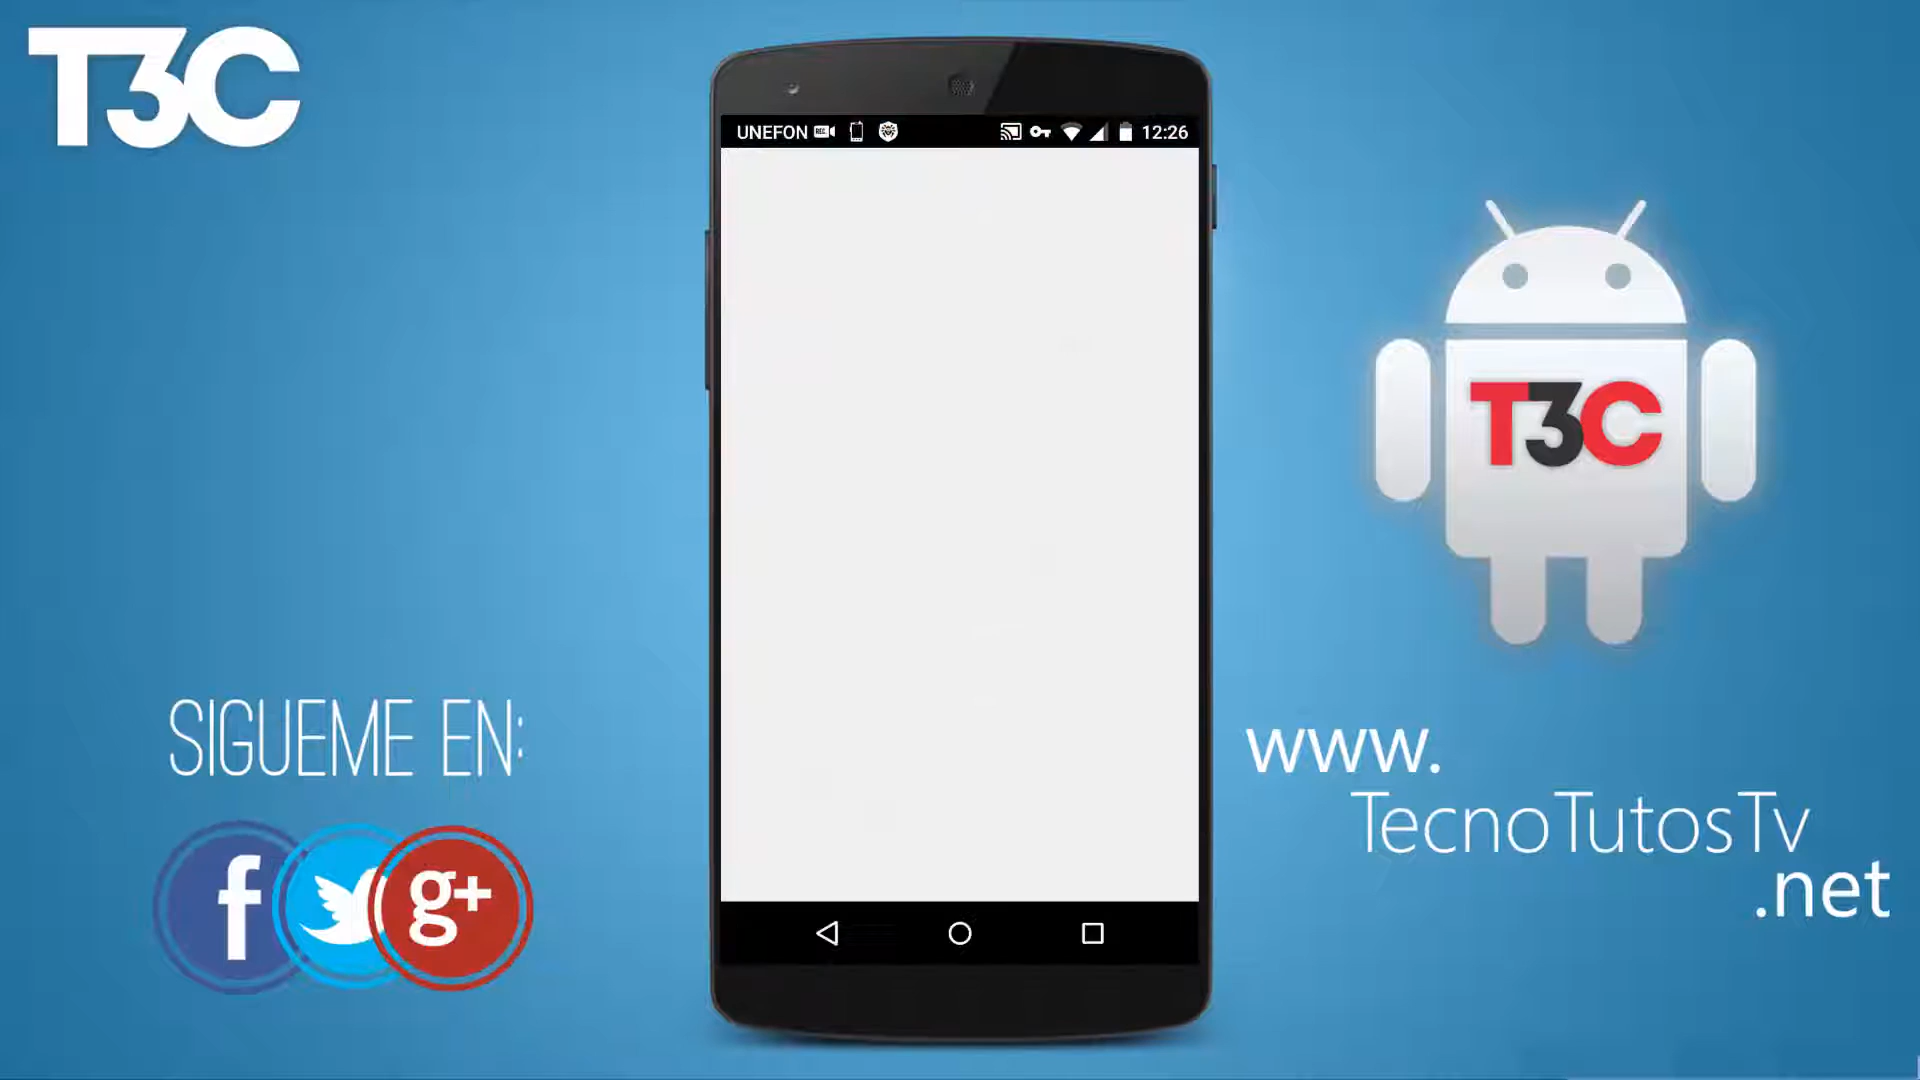 T3C
UNEFON
12:26
T3C
SIGUEME EN:
f
g+
www.
TecnoTutosTv
.net